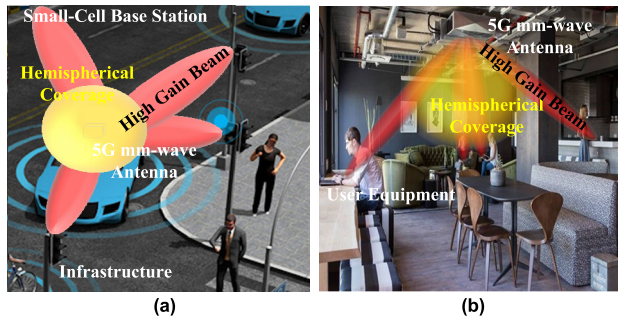 Small-Cell Base Station
Hemispherical
Coverage
High Gain Beam
5G mm-wave
Antenna
Infrastructure
(a)
5G mm-wave
Antenna
High Gain Beam
Hemispherical
Coverage
User Equipment
(b)